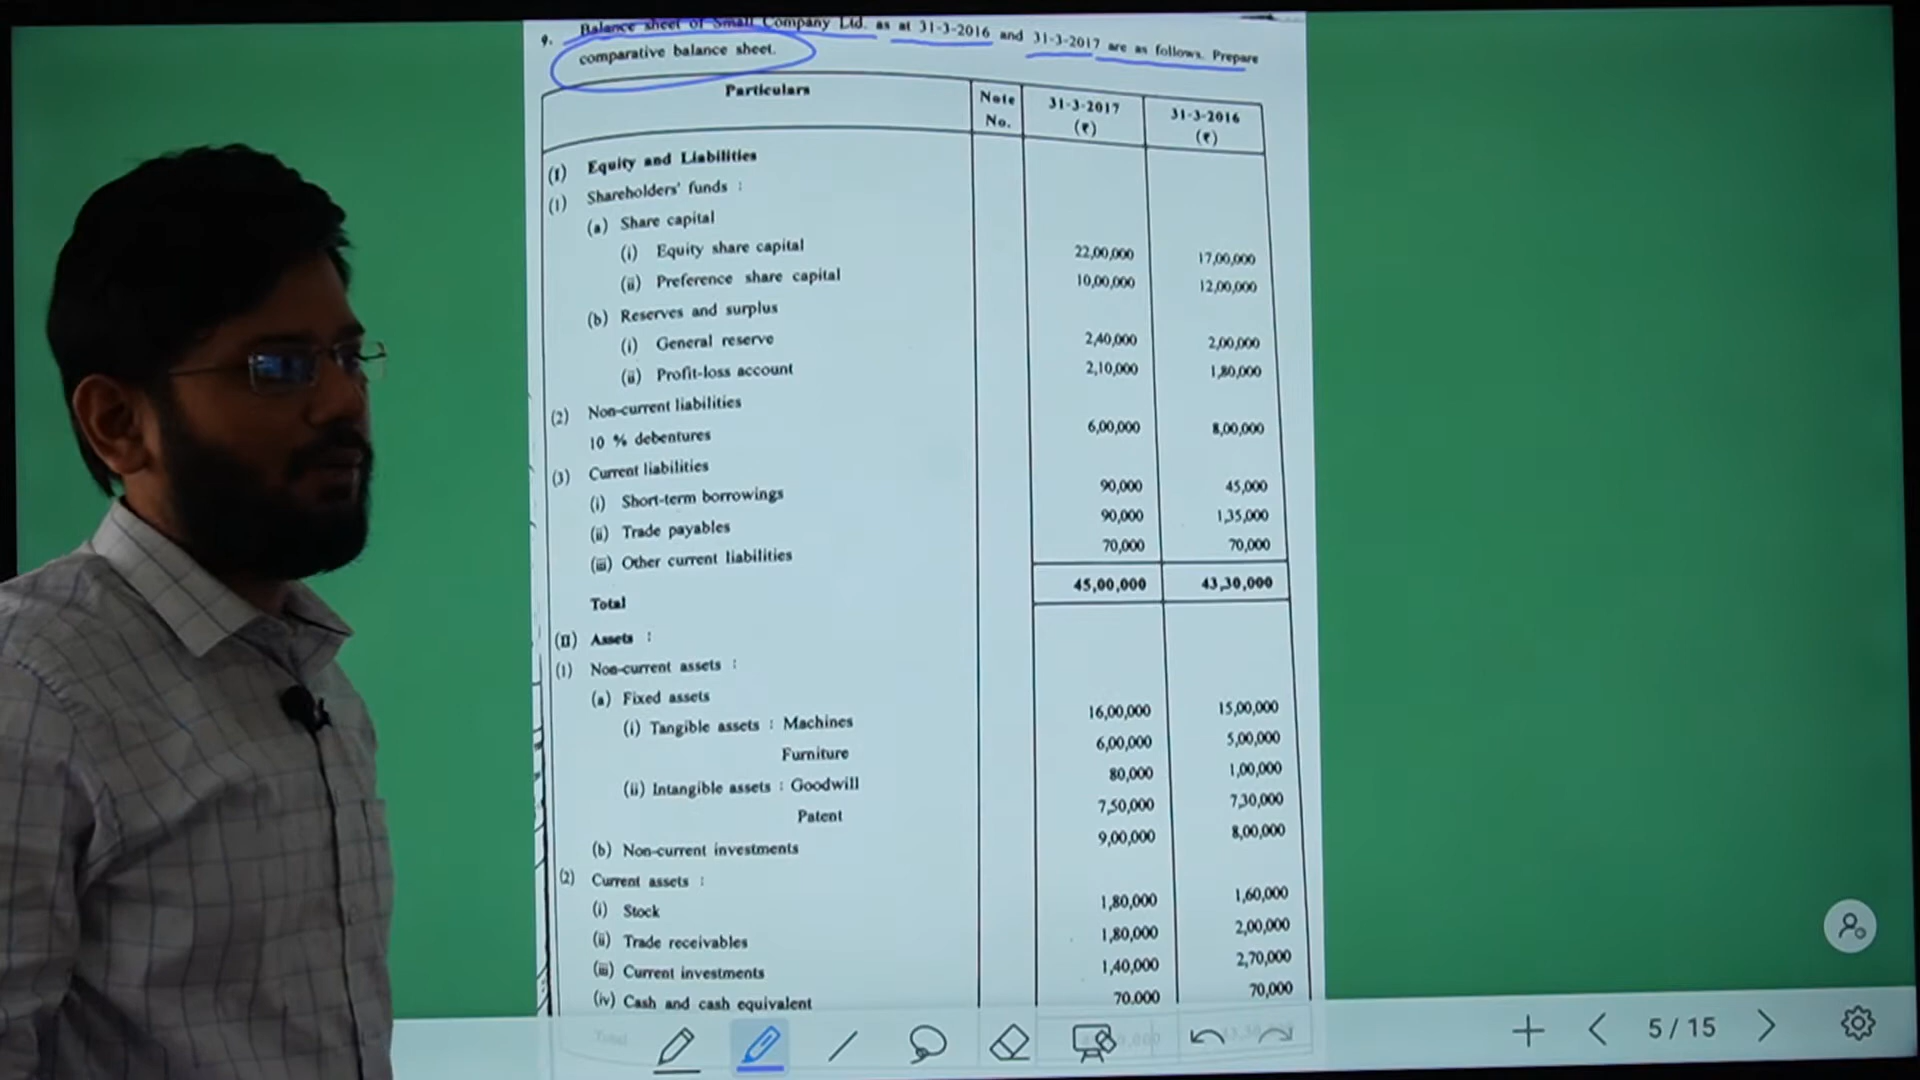 9. Balance sheet of Small Company Ltd. as at 31-3-2016 and 31-3-2017 are as follows. Prepare
comparative balance sheet.
Particulars Note No. 31-3-2017 (₹) 31-3-2016 (₹)
(I) Equity and Liabilities
(1) Shareholders' funds :
(a) Share capital
(i) Equity share capital 22,00,000 17,00,000
(ii) Preference share capital 10,00,000 12,00,000
(b) Reserves and surplus
(i) General reserve 2,40,000 2,00,000
(ii) Profit-loss account 2,10,000 1,80,000
(2) Non-current liabilities
10 % debentures 6,00,000 8,00,000
(3) Current liabilities
(i) Short-term borrowings 90,000 45,000
(ii) Trade payables 90,000 1,35,000
(iii) Other current liabilities 70,000 70,000
Total 45,00,000 43,30,000
(II) Assets :
(1) Non-current assets :
(a) Fixed assets
(i) Tangible assets : Machines 16,00,000 15,00,000
Furniture 6,00,000 5,00,000
(ii) Intangible assets : Goodwill 80,000 1,00,000
Patent 7,50,000 7,30,000
(b) Non-current investments 9,00,000 8,00,000
(2) Current assets :
(i) Stock 1,80,000 1,60,000
(ii) Trade receivables 1,80,000 2,00,000
(iii) Current investments 1,40,000 2,70,000
(iv) Cash and cash equivalent 70,000 70,000
Total
5 / 15